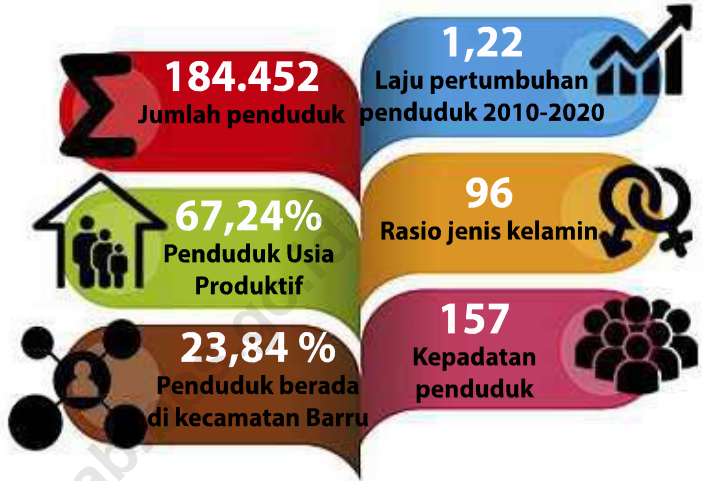 184.452
Jumlah penduduk
1,22
Laju pertumbuhan
penduduk 2010-2020
67,24%
Penduduk Usia
Produktif
96
Rasio jenis kelamin
23,84 %
Penduduk berada
di kecamatan Barru
157
Kepadatan
penduduk